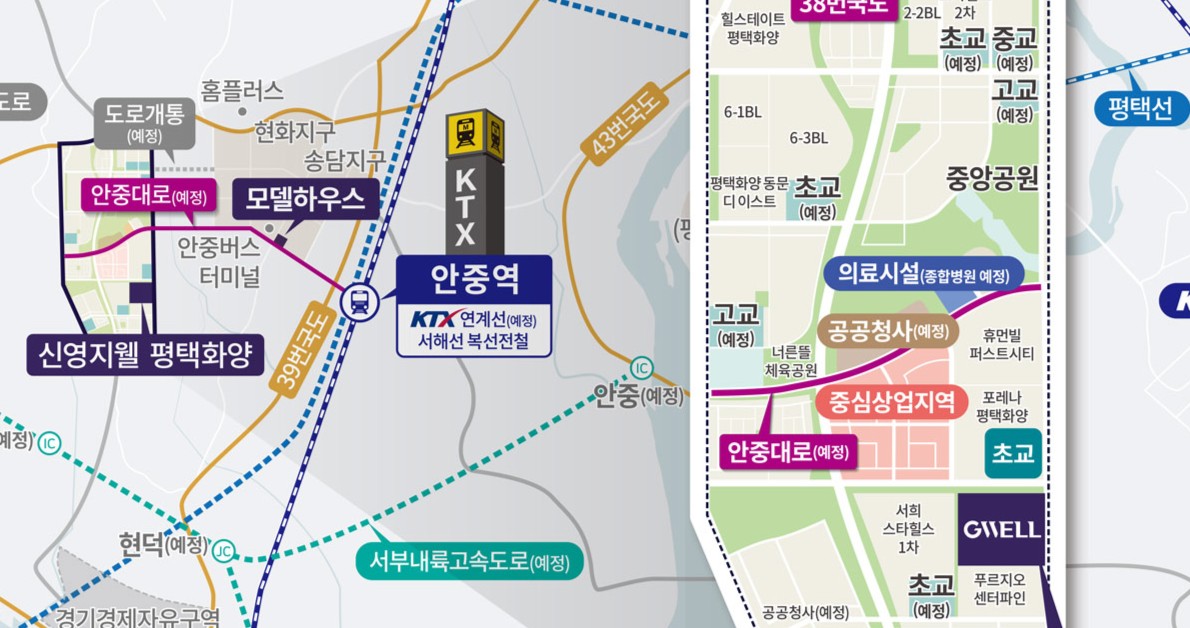 도로
도로개통
(예정)
홈플러스
현화지구
송담지구
안중대로(예정)
모델하우스
안중버스
터미널
신영지웰 평택화양
M
KTX
안중역
KTX 연계선(예정)
서해선 복선전철
39번국도
43번국도
IC
안중(예정)
예정)
IC
현덕(예정)
JC
서부내륙고속도로(예정)
경기경제자유구역
힐스테이트
평택화양
38번국도
2-2BL
2차
초교
(예정)
중교
(예정)
고교
(예정)
6-1BL
6-3BL
평택화양 동문
디 이스트
초교
(예정)
중앙공원
의료시설(종합병원 예정)
고교
(예정)
공공청사(예정)
너른뜰
체육공원
휴먼빌
퍼스트시티
중심상업지역
포레나
평택화양
안중대로(예정)
초교
서희
스타힐스
1차
GWELL
초교
(예정)
푸르지오
센터파인
공공청사(예정)
평택선
K